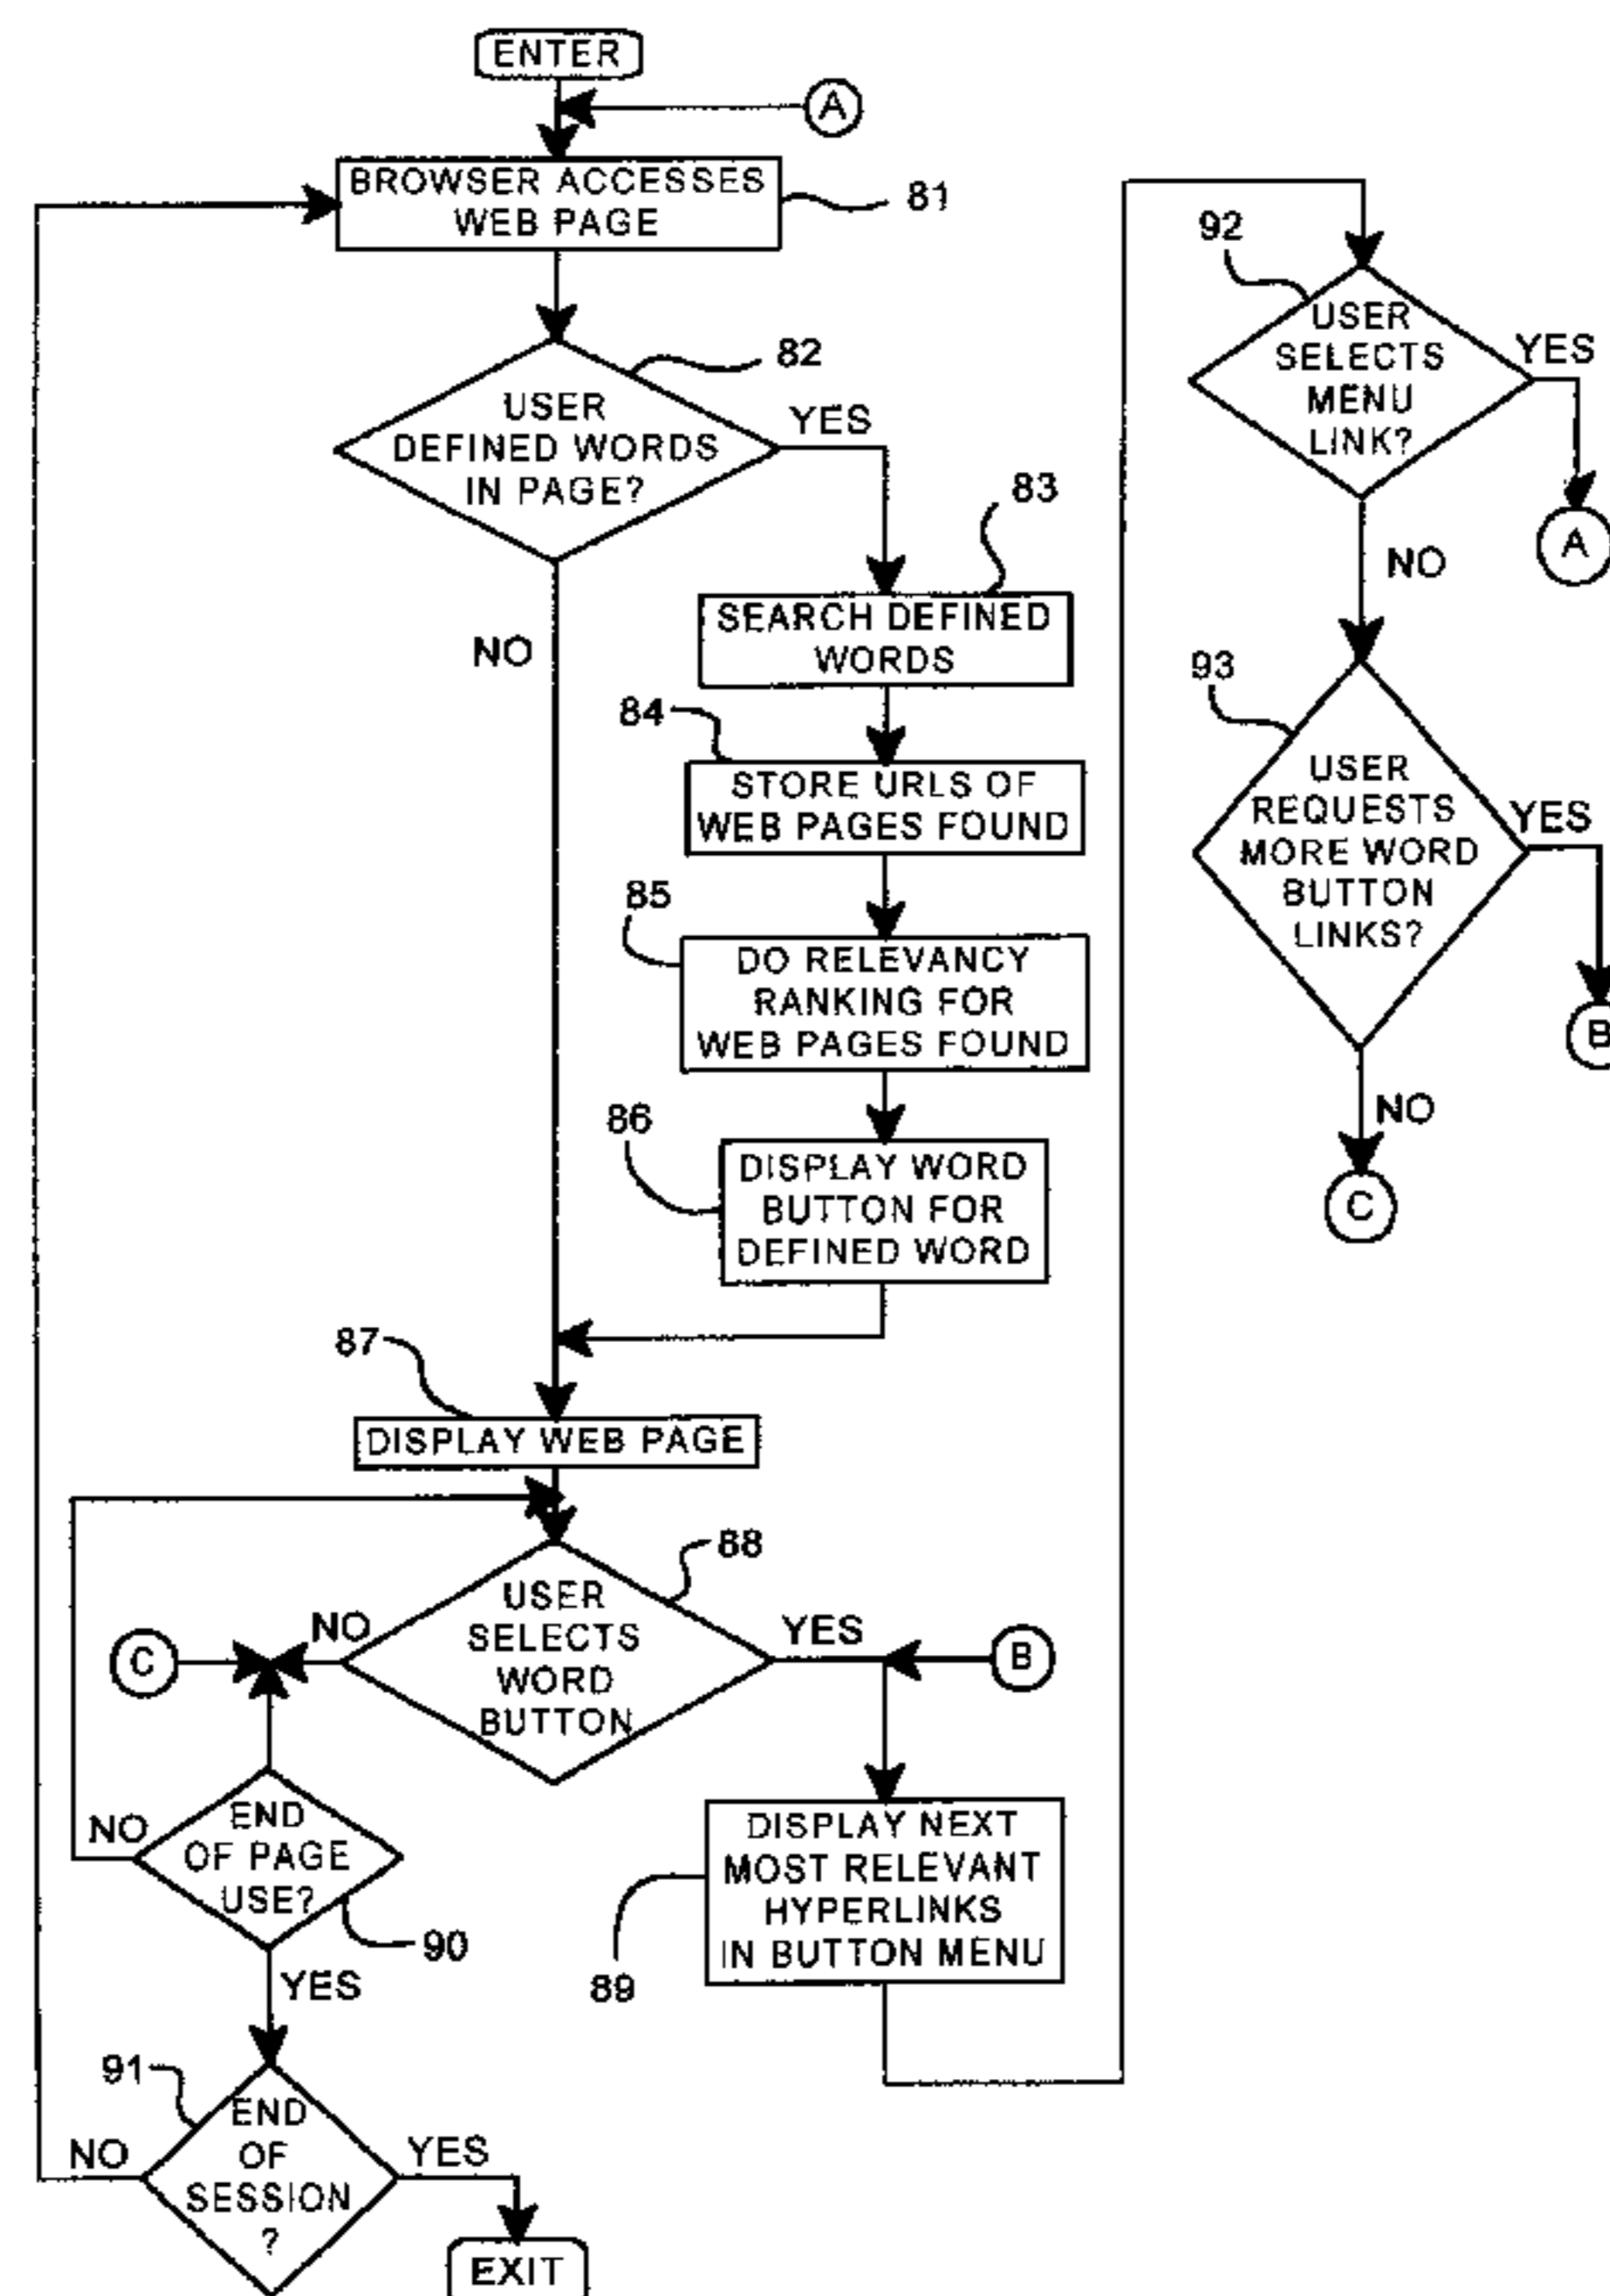 ENTER
A
BROWSER ACCESSES
WEB PAGE
81
82
USER
DEFINED WORDS
IN PAGE?
YES
NO
83
SEARCH DEFINED
WORDS
84
STORE URLS OF
WEB PAGES FOUND
85
DO RELEVANCY
RANKING FOR
WEB PAGES FOUND
86
DISPLAY WORD
BUTTON FOR
DEFINED WORD
87
DISPLAY WEB PAGE
88
USER
SELECTS
WORD
BUTTON
NO
C
YES
B
DISPLAY NEXT
MOST RELEVANT
HYPERLINKS
IN BUTTON MENU
89
END
OF PAGE
USE?
NO
90
YES
91
END
OF
SESSION
?
NO
YES
EXIT
92
USER
SELECTS
MENU
LINK?
YES
A
NO
93
USER
REQUESTS
MORE WORD
BUTTON
LINKS?
YES
B
NO
C